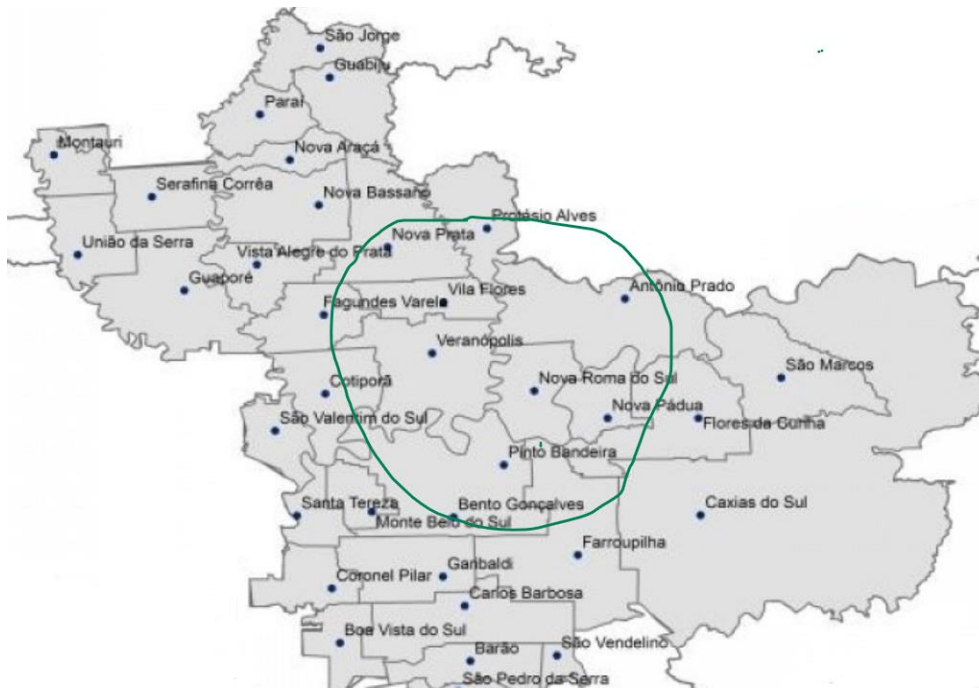 São Jorge
Guabiju
Paraí
Montauri
Nova Araçá
Serafina Corrêa
Nova Bassano
Protásio Alves
União da Serra
Vista Alegre do Prata
Nova Prata
Guaporé
Fagundes Varela
Vila Flores
Antônio Prado
Veranópolis
São Marcos
Cotiporã
Nova Roma do Sul
São Valentim do Sul
Nova Pádua
Flores da Cunha
Pinto Bandeira
Santa Tereza
Bento Gonçalves
Caxias do Sul
Monte Belo do Sul
Farroupilha
Coronel Pilar
Garibaldi
Carlos Barbosa
Boa Vista do Sul
Barão
São Vendelino
São Pedro da Serra